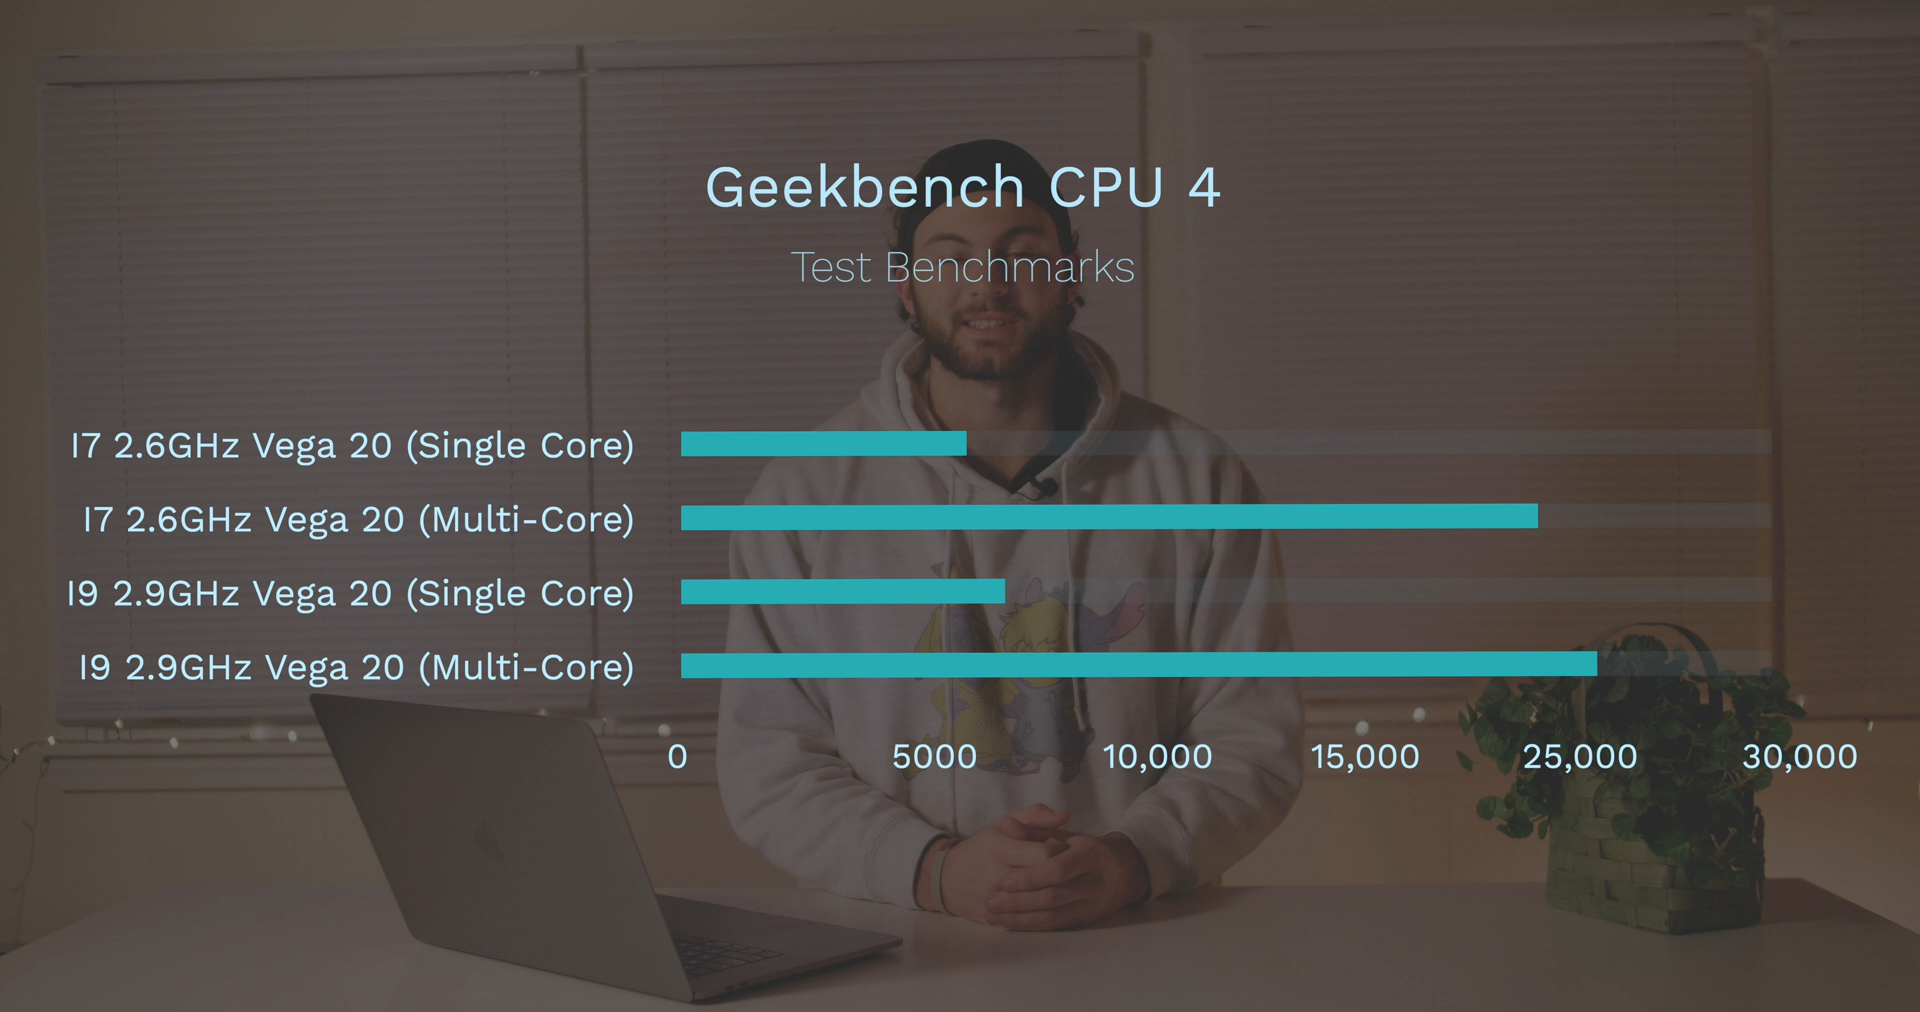 Geekbench CPU 4
Test Benchmarks
I7 2.6GHz Vega 20 (Single Core)
I7 2.6GHz Vega 20 (Multi-Core)
I9 2.9GHz Vega 20 (Single Core)
I9 2.9GHz Vega 20 (Multi-Core)
0 5000 10,000 15,000 25,000 30,000